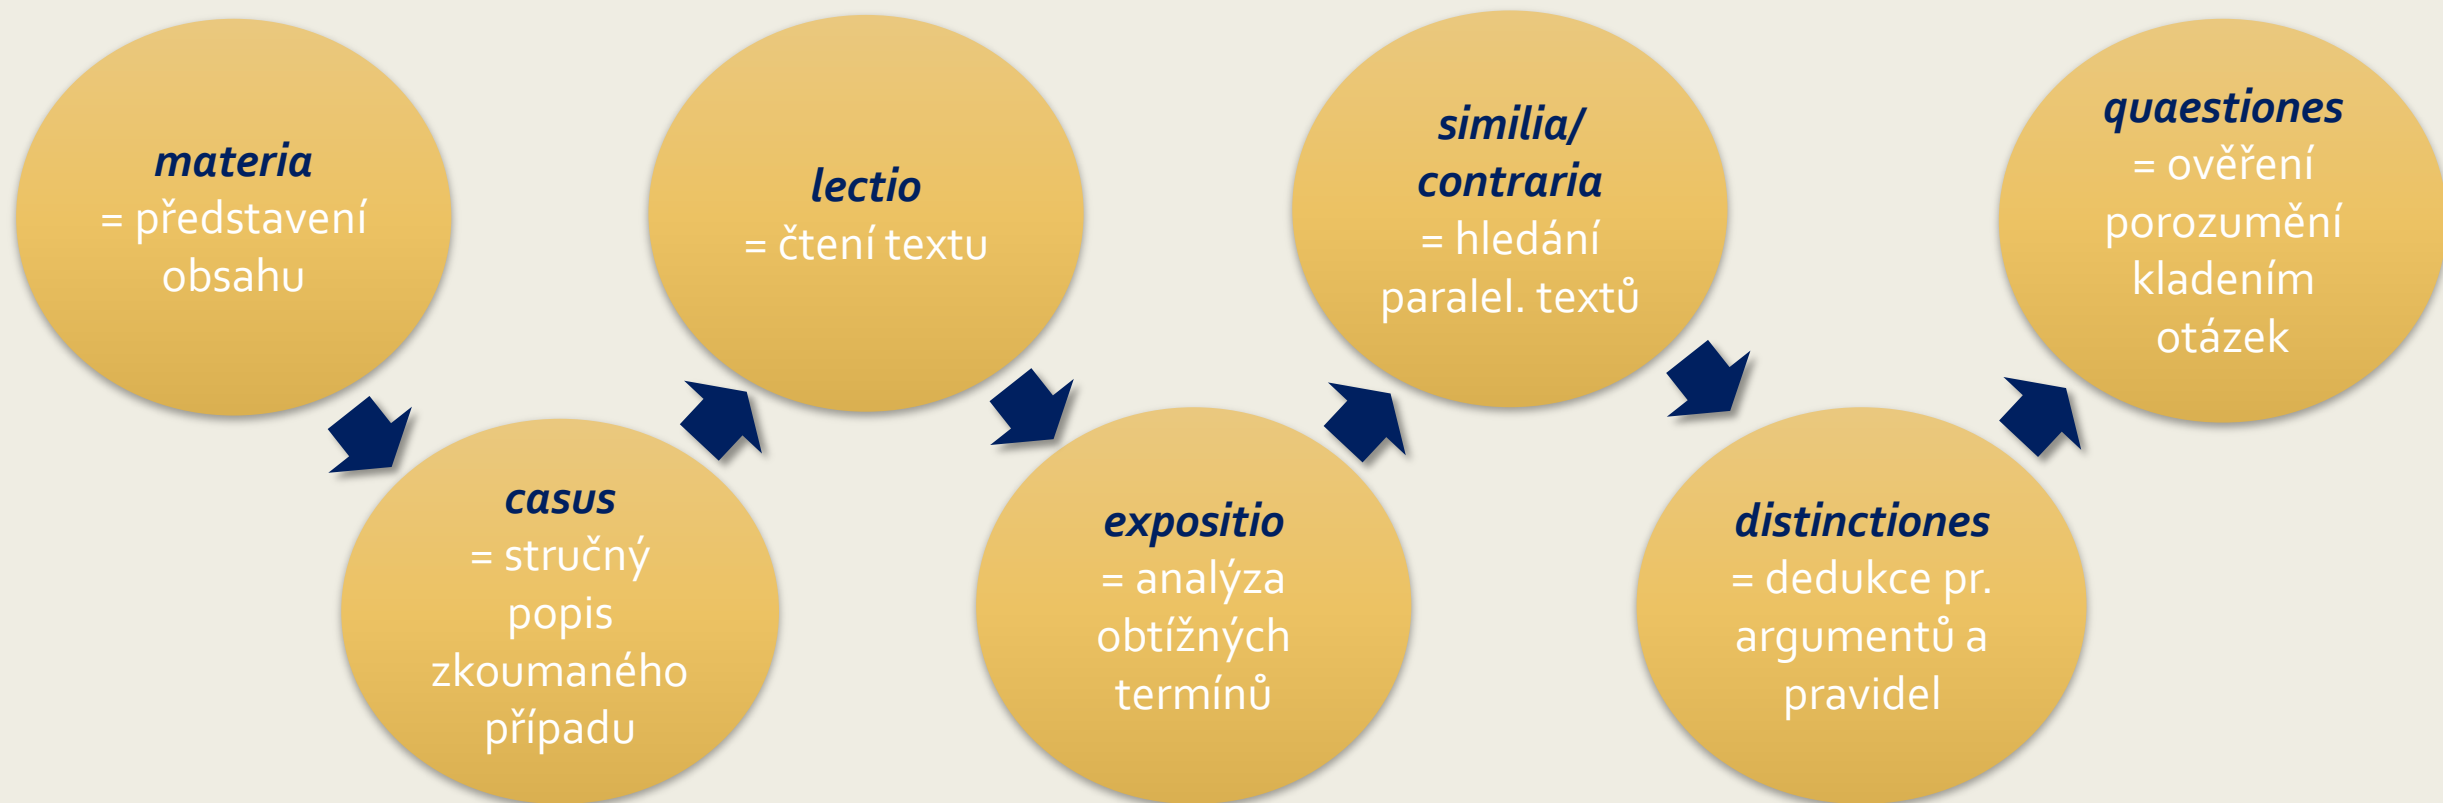 materia
= představení
obsahu
casus
= stručný
popis
zkoumaného
případu
lectio
= čtení textu
expositio
= analýza
obtížných
termínů
similia/
contraria
= hledání
paralel. textů
distinctiones
= dedukce pr.
argumentů a
pravidel
quaestiones
= ověření
porozumění
kladením
otázek